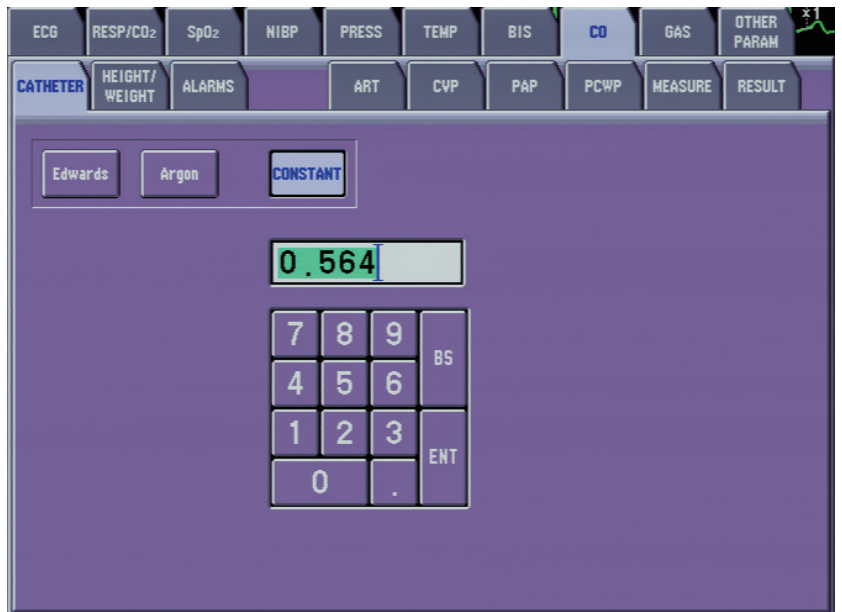 ECG RESP/CO2 SpO2 NIBP PRESS TEMP BIS CO GAS OTHER PARAM x1
CATHETER HEIGHT/ WEIGHT ALARMS ART CVP PAP PCWP MEASURE RESULT
Edwards Argon CONSTANT
0.564
7 8 9 BS
4 5 6
1 2 3 ENT
0 .